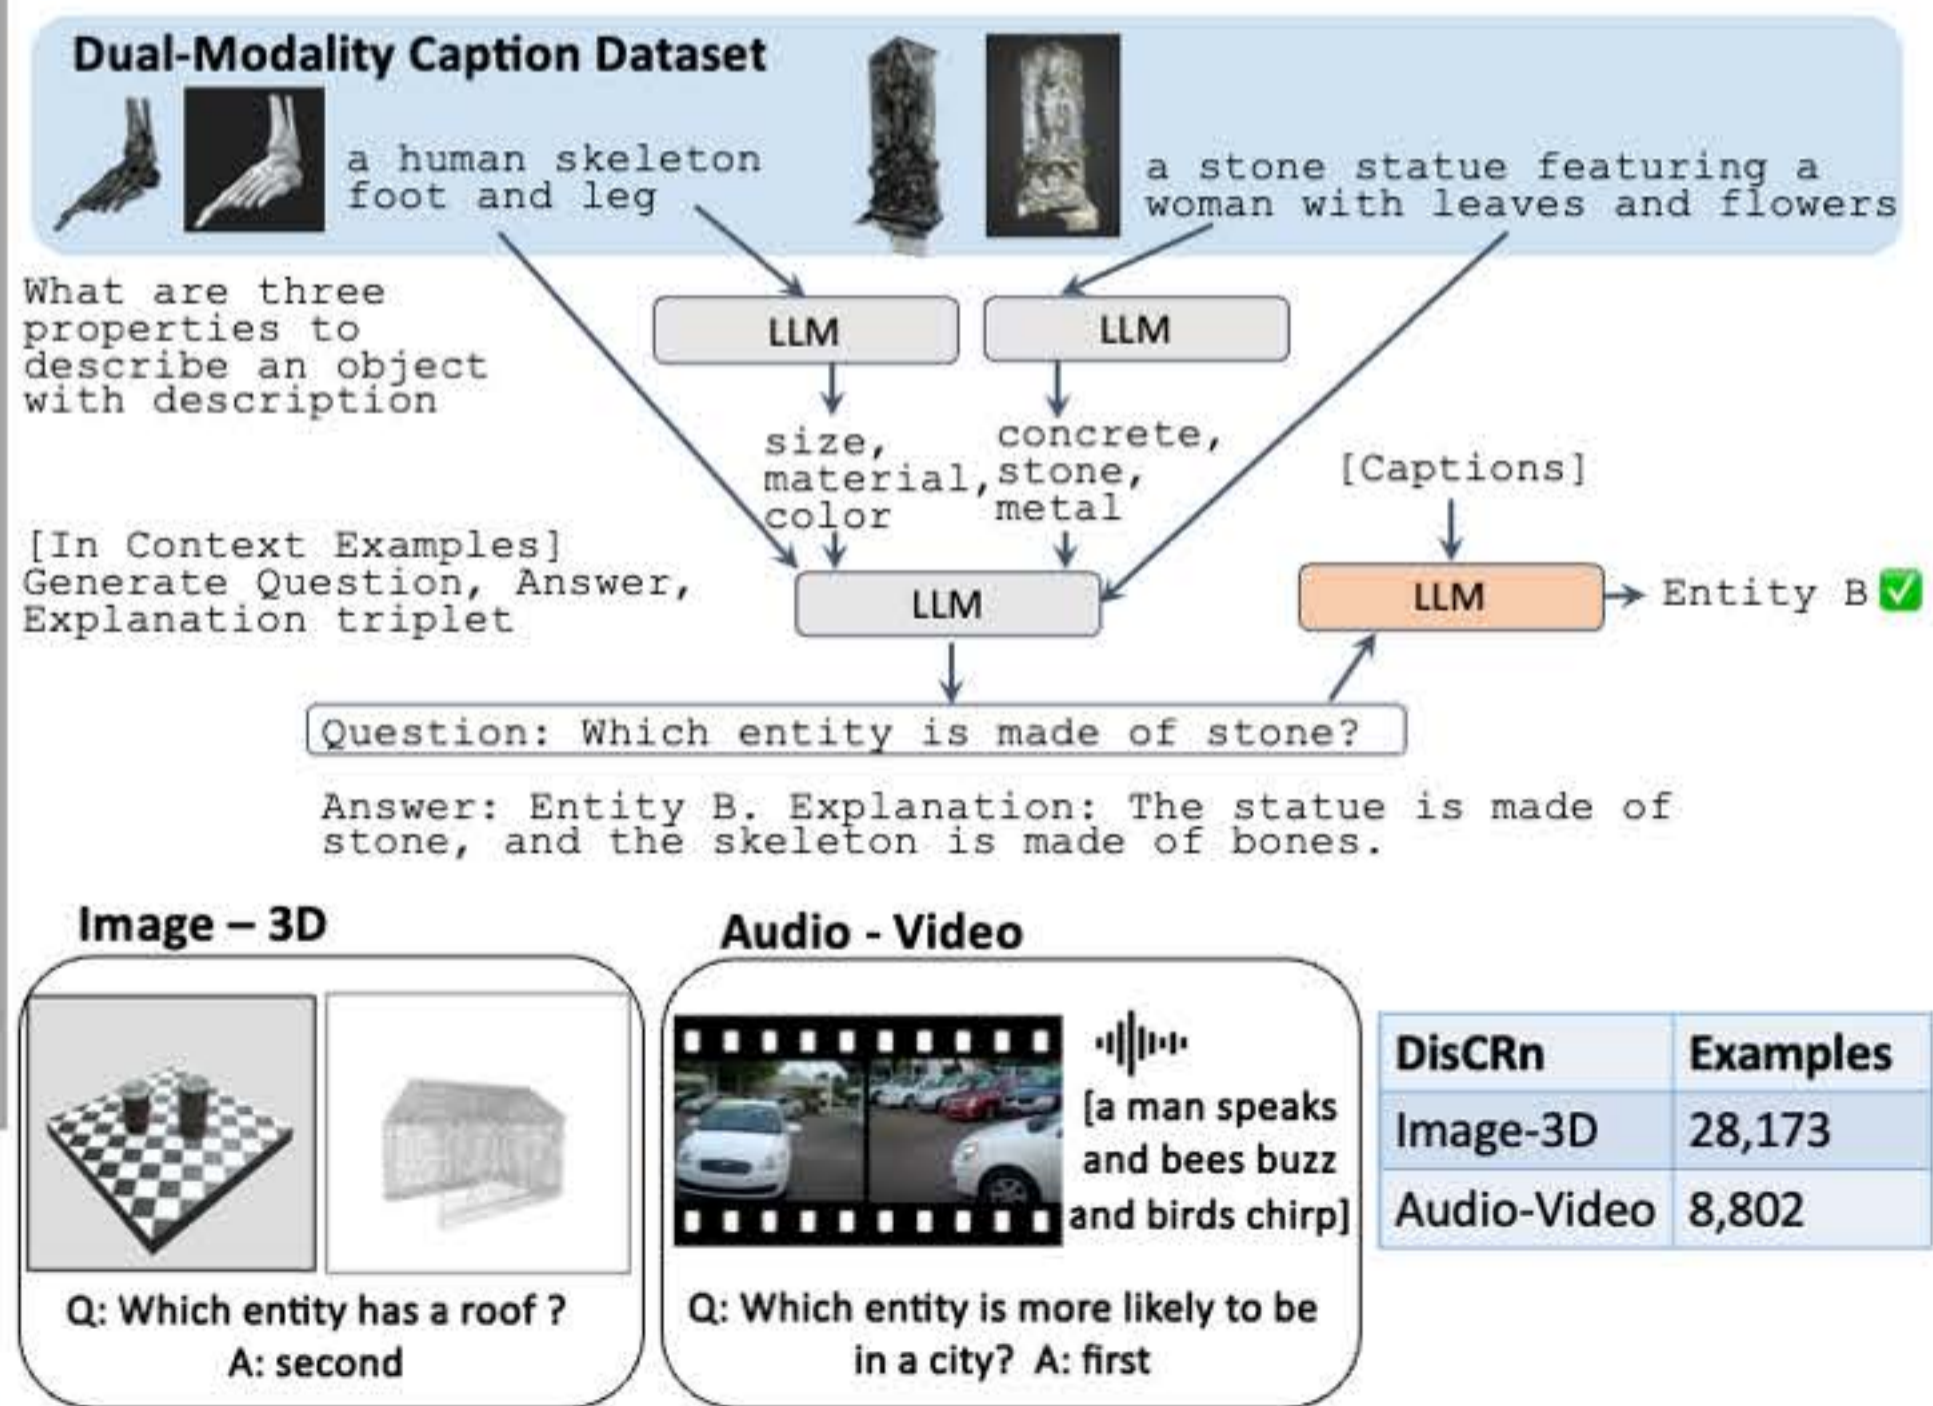 Dual-Modality Caption Dataset
a human skeleton
foot and leg
a stone statue featuring a
woman with leaves and flowers
What are three
properties to
describe an object
with description
LLM
LLM
size,
material,
color
concrete,
stone,
metal
[Captions]
[In Context Examples]
Generate Question, Answer,
Explanation triplet
LLM
LLM
Entity B
Question: Which entity is made of stone?
Answer: Entity B. Explanation: The statue is made of
stone, and the skeleton is made of bones.
Image – 3D
Q: Which entity has a roof ?
A: second
Audio - Video
[a man speaks
and bees buzz
and birds chirp]
Q: Which entity is more likely to be
in a city? A: first
DisCRn Examples
Image-3D 28,173
Audio-Video 8,802